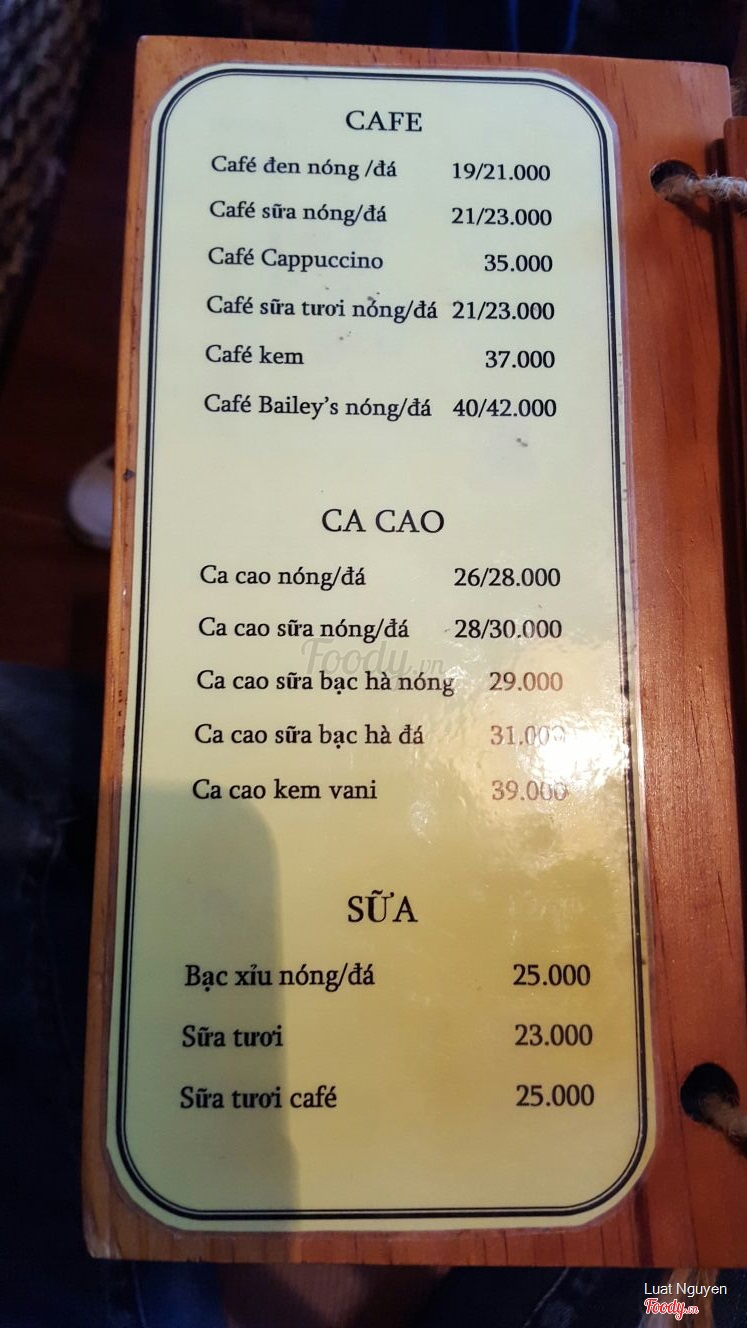 CAFE
Café đen nóng /đá 19/21.000
Café sữa nóng/đá 21/23.000
Café Cappuccino 35.000
Café sữa tươi nóng/đá 21/23.000
Café kem 37.000
Café Bailey's nóng/đá 40/42.000
CA CAO
Ca cao nóng/đá 26/28.000
Ca cao sữa nóng/đá 28/30.000
Foody.vn
Ca cao sữa bạc hà nóng 29.000
Ca cao sữa bạc hà đá 31.000
Ca cao kem vani 39.000
SỮA
Bạc xỉu nóng/đá 25.000
Sữa tươi 23.000
Sữa tươi café 25.000
Luat Nguyen
Foody.vn